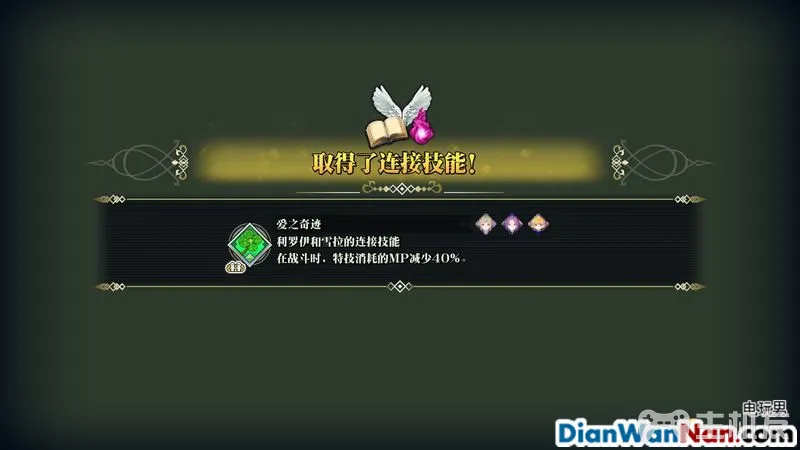 取得了连接技能!
爱之奇迹
利罗伊和雪拉的连接技能
在战斗时，特技消耗的MP减少40%。
电玩男
DianWanNan.com